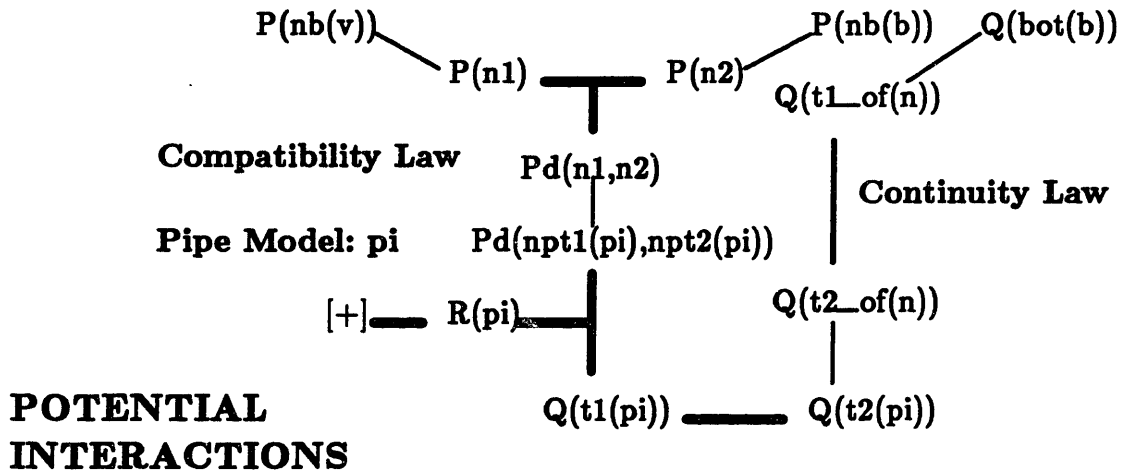 P(nb(v)) P(nb(b)) Q(bot(b))
P(n1) P(n2)
Q(t1_of(n))
Compatibility Law Pd(n1,n2)
Continuity Law
Pipe Model: pi Pd(npt1(pi),npt2(pi))
[+] R(pi) Q(t2_of(n))
POTENTIAL Q(t1(pi)) Q(t2(pi))
INTERACTIONS